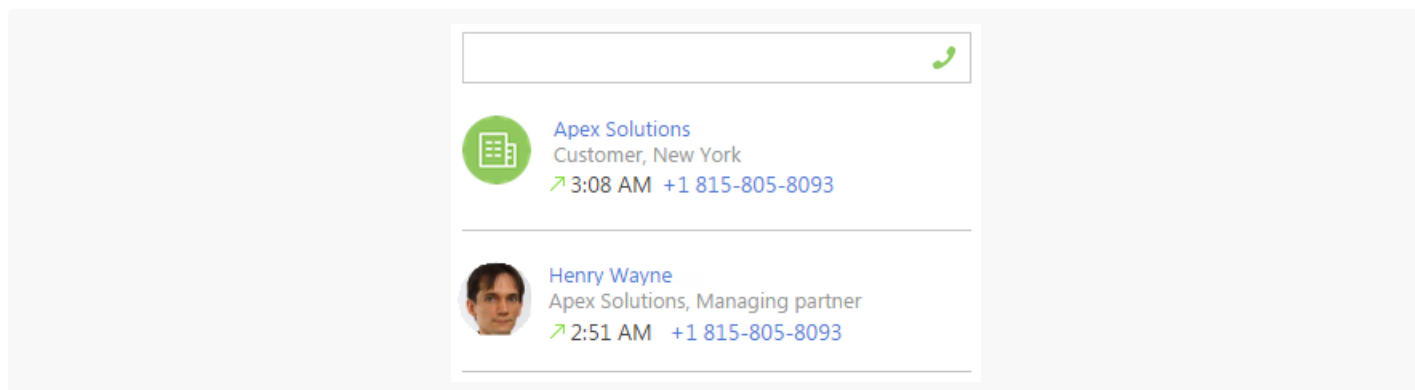 Apex Solutions
Customer, New York
3:08 AM +1 815-805-8093
Henry Wayne
Apex Solutions, Managing partner
2:51 AM +1 815-805-8093